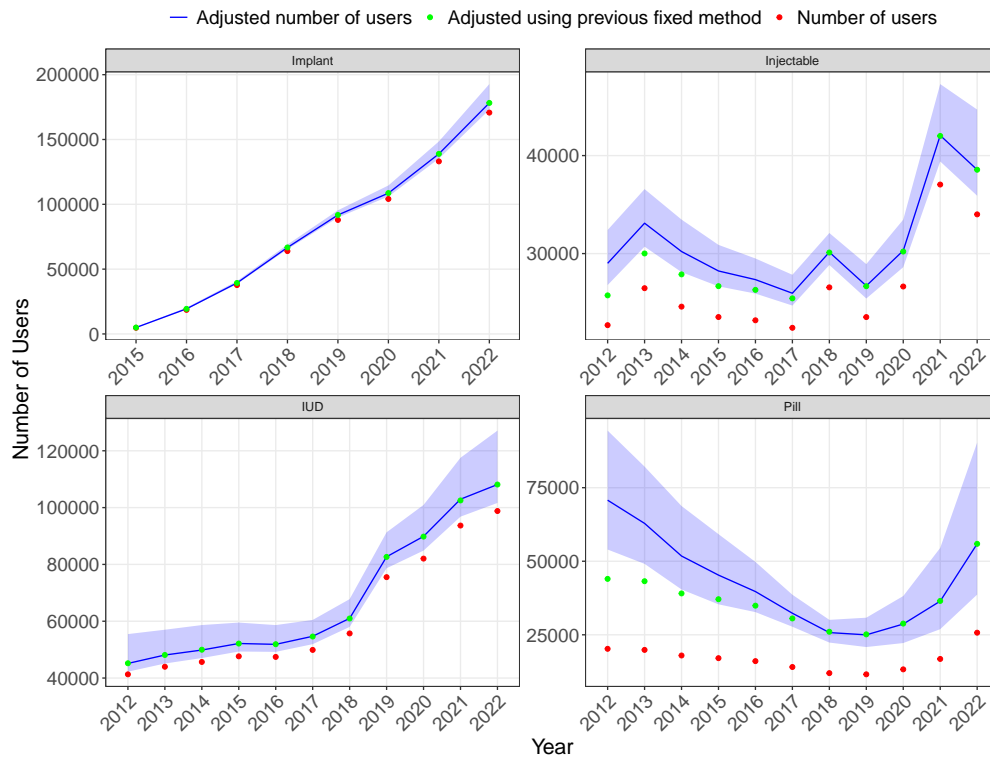 Adjusted number of users Adjusted using previous fixed method Number of users
Implant
200000
150000
100000
50000
0
2015 2016 2017 2018 2019 2020 2021 2022
Injectable
40000
30000
2012 2013 2014 2015 2016 2017 2018 2019 2020 2021 2022
Number of Users
IUD
120000
100000
80000
60000
40000
2012 2013 2014 2015 2016 2017 2018 2019 2020 2021 2022
Pill
75000
50000
25000
2012 2013 2014 2015 2016 2017 2018 2019 2020 2021 2022
Year